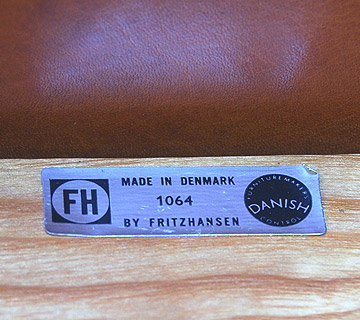 FH
MADE IN DENMARK
1064
BY FRITZHANSEN
FURNITUREMAKERS
DANISH
CONTROL